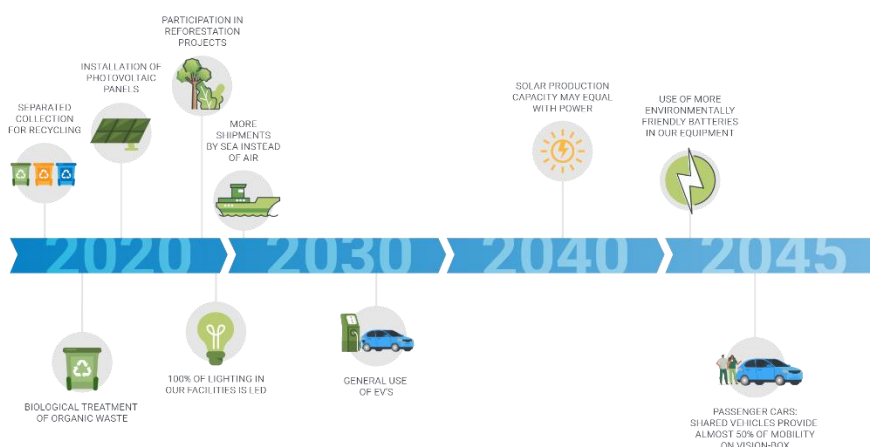 PARTICIPATION IN
REFORESTATION
PROJECTS
INSTALLATION OF
PHOTOVOLTAIC
PANELS
SEPARATED
COLLECTION
FOR RECYCLING
MORE
SHIPMENTS
BY SEA INSTEAD
OF AIR
SOLAR PRODUCTION
CAPACITY MAY EQUAL
WITH POWER
USE OF MORE
ENVIRONMENTALLY
FRIENDLY BATTERIES
IN OUR EQUIPMENT
2020
2030
2040
2045
BIOLOGICAL TREATMENT
OF ORGANIC WASTE
100% OF LIGHTING IN
OUR FACILITIES IS LED
GENERAL USE
OF EV'S
PASSENGER CARS:
SHARED VEHICLES PROVIDE
ALMOST 50% OF MOBILITY
ON VISION-BOX